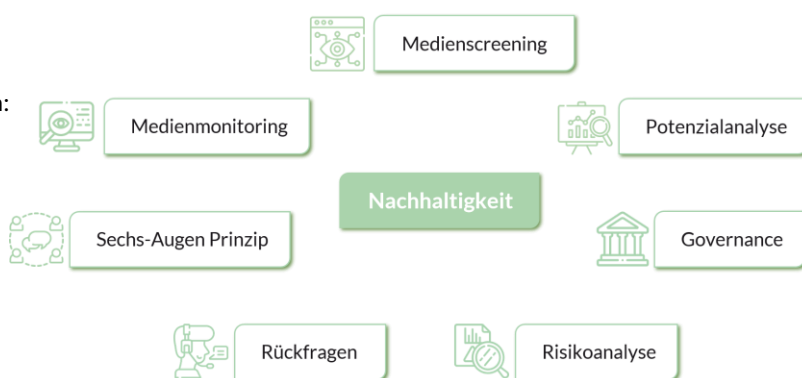 Medienscreening
:
Medienmonitoring
Potenzialanalyse
Nachhaltigkeit
Sechs-Augen Prinzip
Governance
Rückfragen
Risikoanalyse